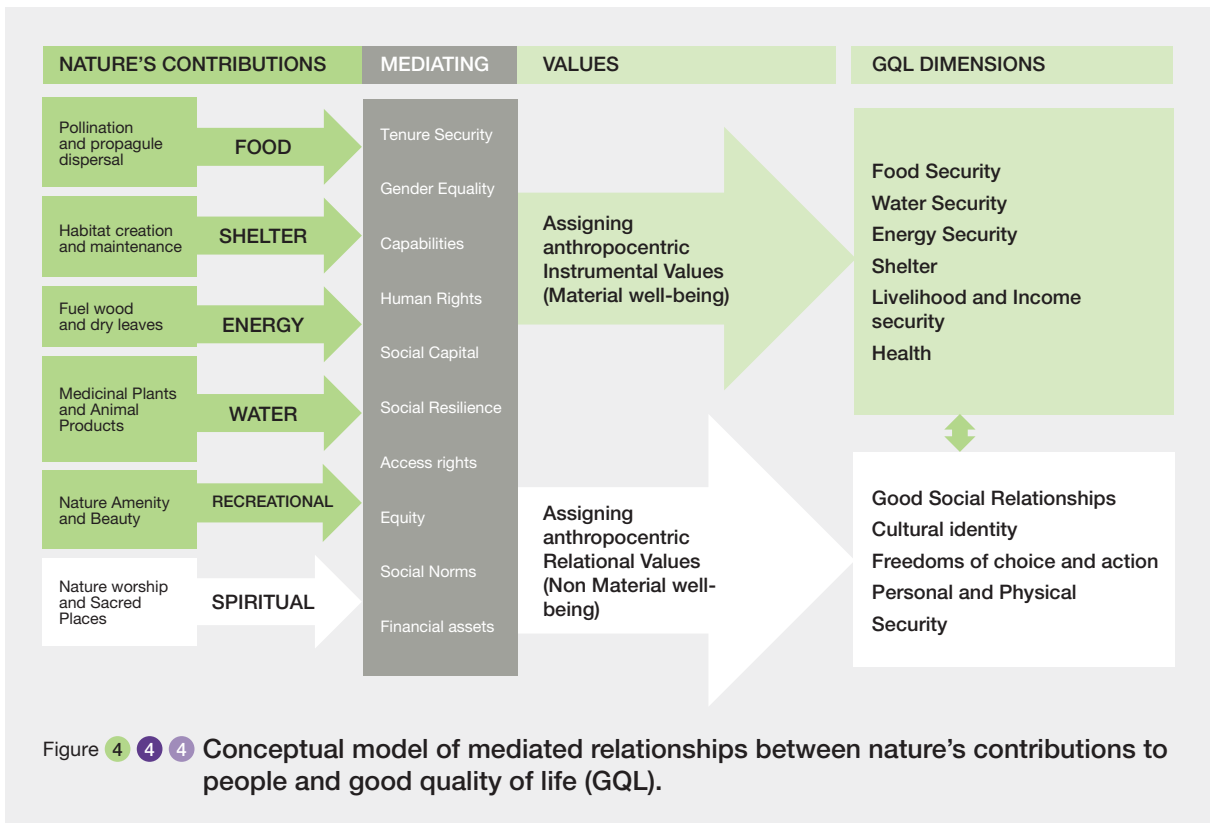 NATURE'S CONTRIBUTIONS
MEDIATING
VALUES
GQL DIMENSIONS
Pollination
and propagule
dispersal
FOOD
Habitat creation
and maintenance
SHELTER
Fuel wood
and dry leaves
ENERGY
Medicinal Plants
and Animal
Products
WATER
Nature Amenity
and Beauty
RECREATIONAL
Nature worship
and Sacred
Places
SPIRITUAL
Tenure Security
Gender Equality
Capabilities
Human Rights
Social Capital
Social Resilience
Access rights
Equity
Social Norms
Financial assets
Assigning
anthropocentric
Instrumental Values
(Material well-being)
Assigning
anthropocentric
Relational Values
(Non Material well-
being)
Food Security
Water Security
Energy Security
Shelter
Livelihood and Income
security
Health
Good Social Relationships
Cultural identity
Freedoms of choice and action
Personal and Physical
Security
Figure 4 4 4 Conceptual model of mediated relationships between nature's contributions to
people and good quality of life (GQL).